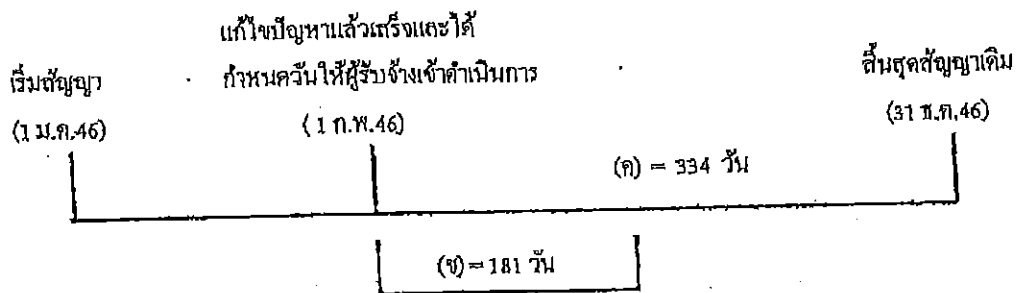 แก้ไขปัญหาแล้วเสร็จและได้
กำหนดวันให้ผู้รับจ้างเข้าดำเนินการ
(1 ก.พ.46)
เริ่มสัญญา
(1 ม.ค.46)
สิ้นสุดสัญญาเดิม
(31 ธ.ค.46)
(ค) = 334 วัน
(ข) = 181 วัน